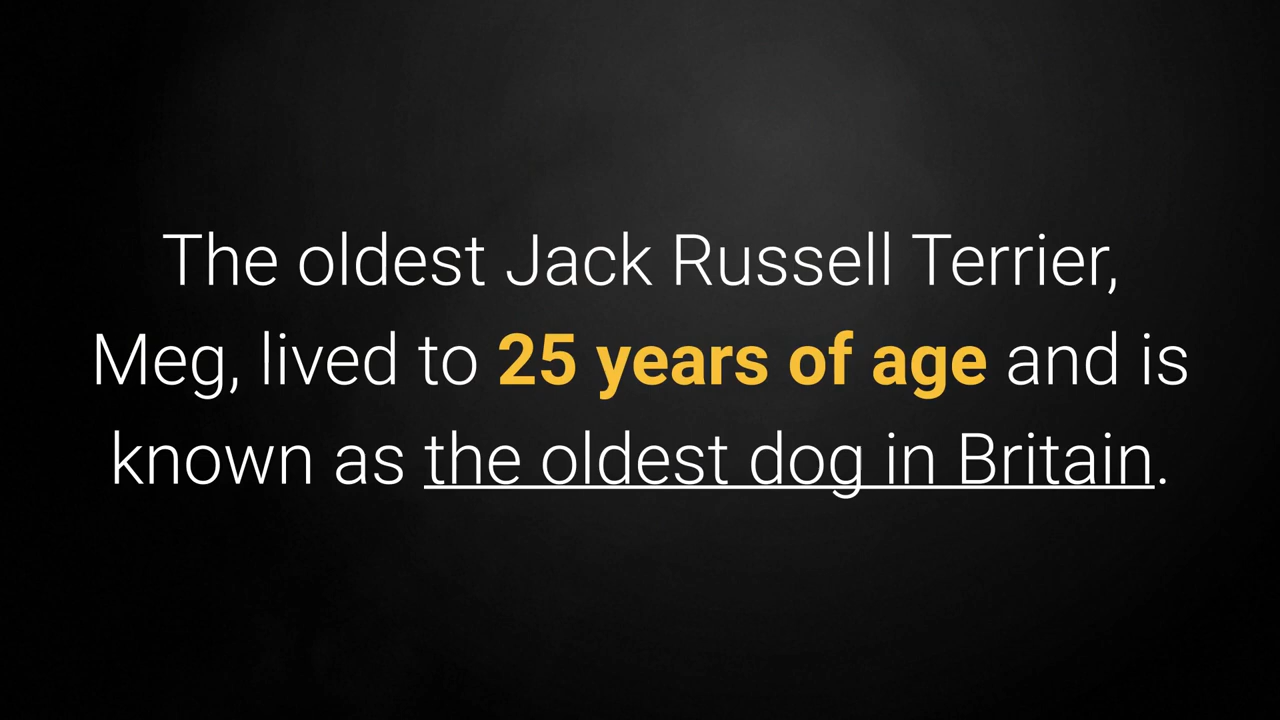 The oldest Jack Russell Terrier,
Meg, lived to 25 years of age and is
known as the oldest dog in Britain.